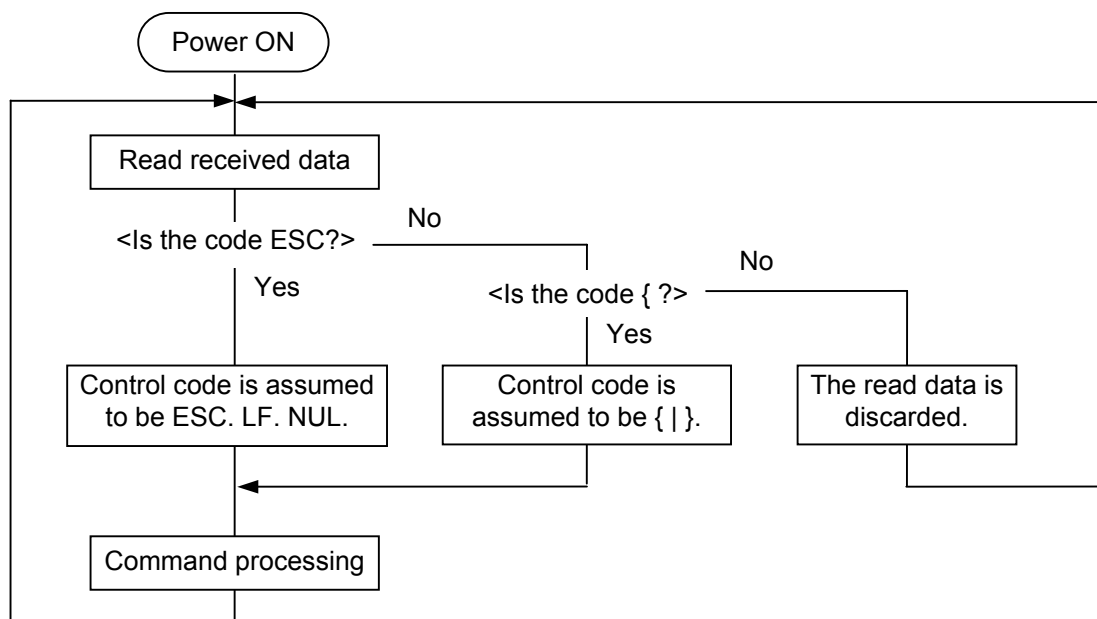 Power ON
Read received data
<Is the code ESC?>
No
Yes
<Is the code { ?>
No
Yes
Control code is assumed
to be ESC. LF. NUL.
Control code is
assumed to be { | }.
The read data is
discarded.
Command processing